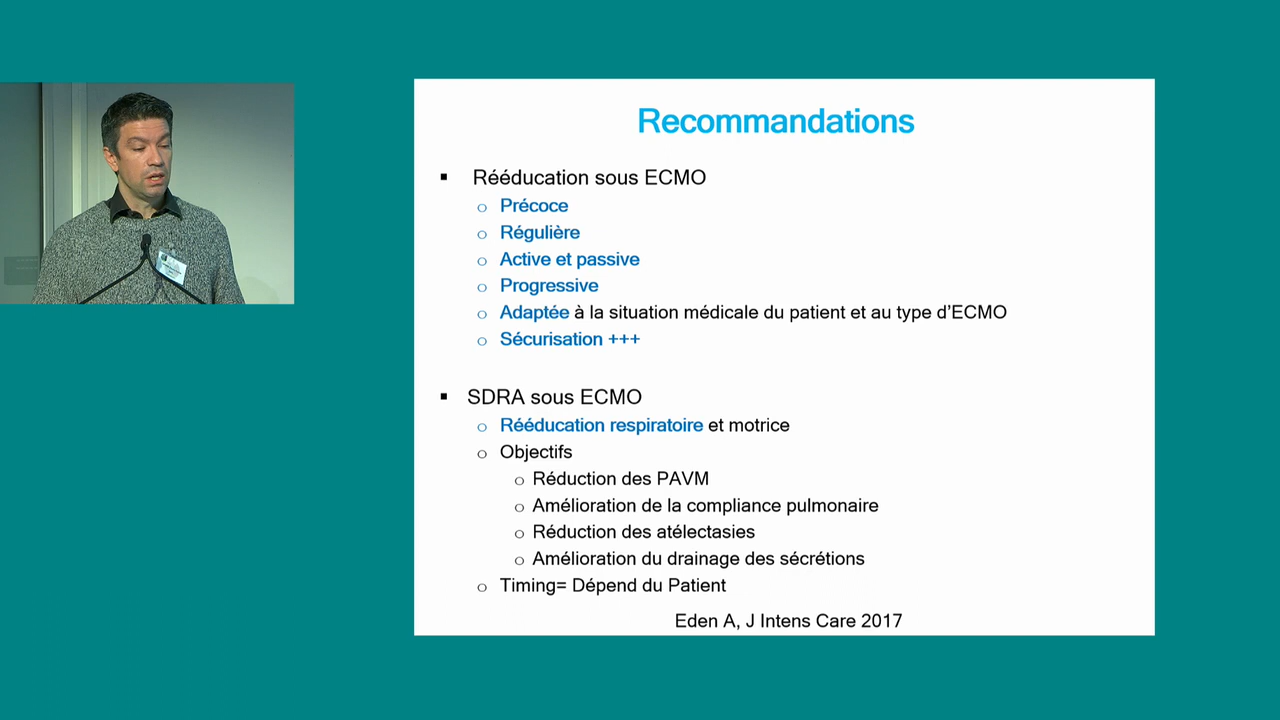 Recommandations
▪ Rééducation sous ECMO
o Précoce
o Régulière
o Active et passive
o Progressive
o Adaptée à la situation médicale du patient et au type d’ECMO
o Sécurisation +++
▪ SDRA sous ECMO
o Rééducation respiratoire et motrice
o Objectifs
o Réduction des PAVM
o Amélioration de la compliance pulmonaire
o Réduction des atélectasies
o Amélioration du drainage des sécrétions
o Timing= Dépend du Patient
Eden A, J Intens Care 2017